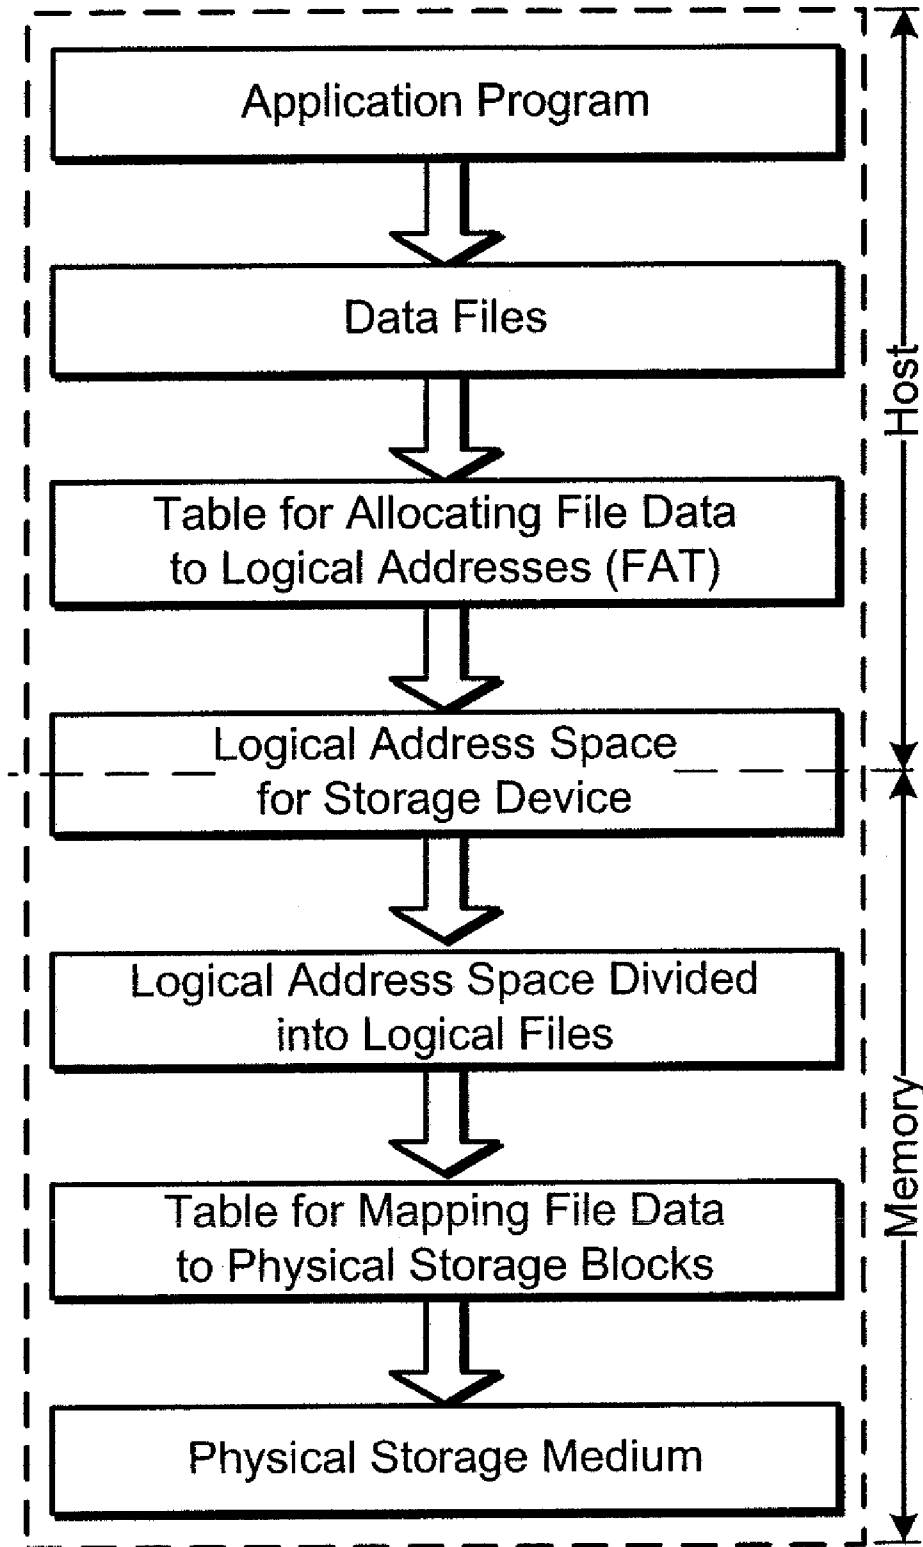 Application Program
Data Files
Table for Allocating File Data
to Logical Addresses (FAT)
Logical Address Space
for Storage Device
Logical Address Space Divided
into Logical Files
Table for Mapping File Data
to Physical Storage Blocks
Physical Storage Medium
Host
Memory